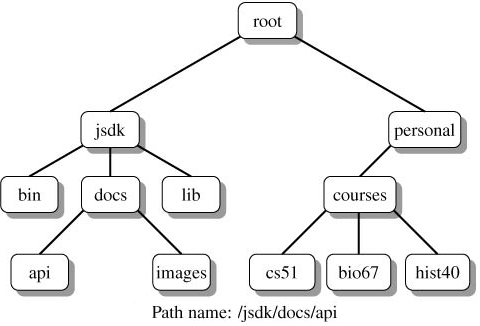 root
jsdk personal
bin docs lib courses
api images cs51 bio67 hist40
Path name: /jsdk/docs/api